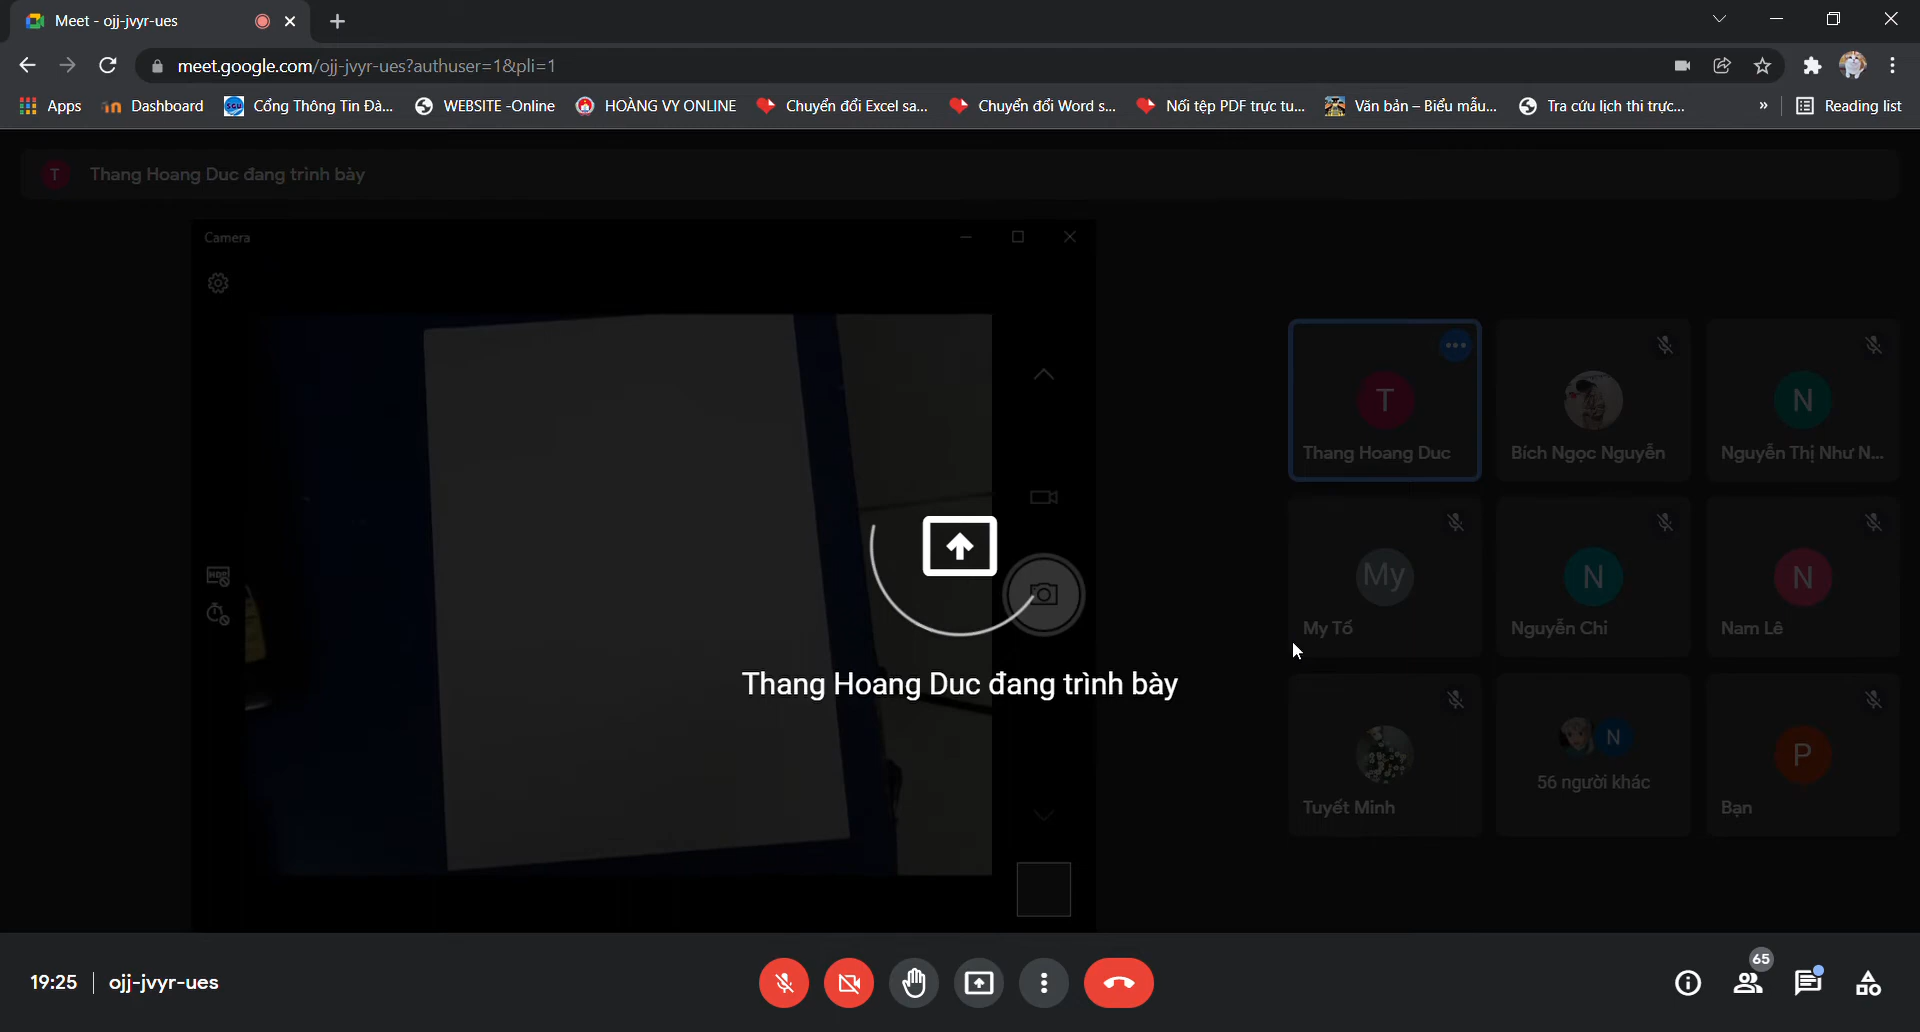 Meet - ojj-jvyr-ues
meet.google.com/ojj-jvyr-ues?authuser=1&pli=1
Apps Dashboard Cổng Thông Tin Đà... WEBSITE -Online HOÀNG VY ONLINE Chuyển đổi Excel sa... Chuyển đổi Word s... Nối tệp PDF trực tu... Văn bản – Biểu mẫu... Tra cứu lịch thi trực... » Reading list
T Thang Hoang Duc đang trình bày
Camera
T
Thang Hoang Duc
Bích Ngọc Nguyễn
N
Nguyễn Thị Như N...
My
My Tố
N
Nguyễn Chi
N
Nam Lê
Thang Hoang Duc đang trình bày
Tuyết Minh
N
56 người khác
P
Bạn
19:25 ojj-jvyr-ues
65